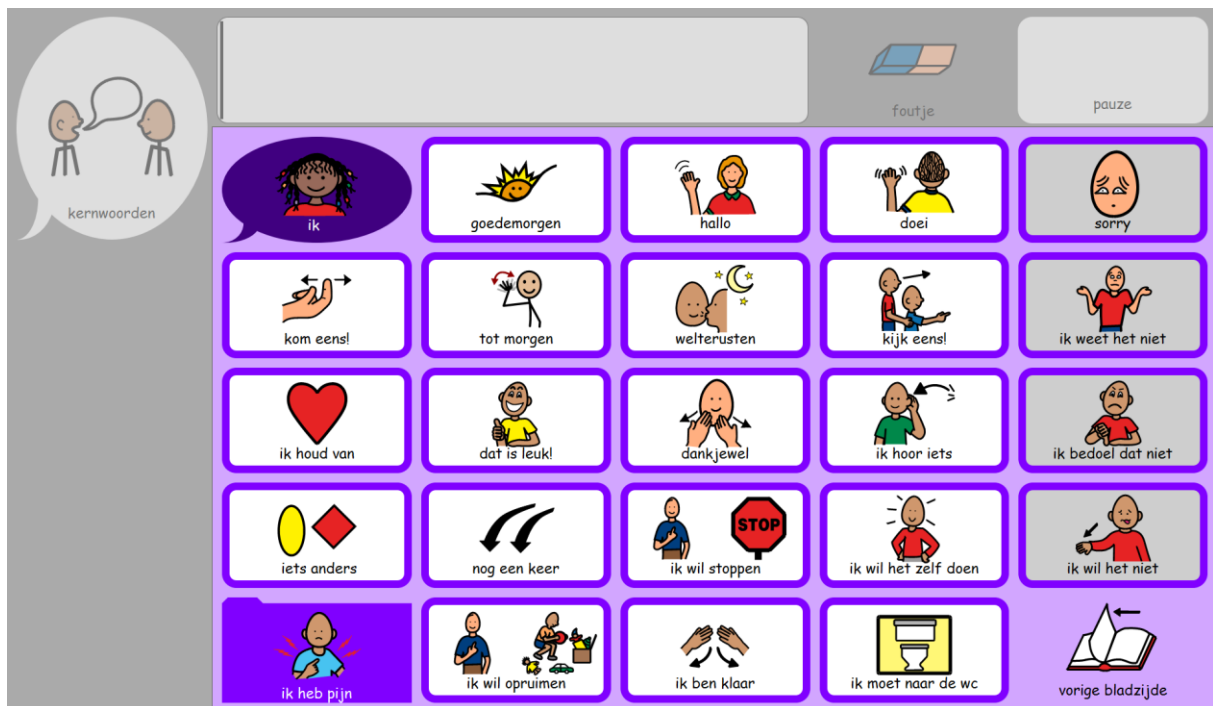 kernwoorden
foutje
pauze
ik
goedemorgen
hallo
doei
sorry
kom eens!
tot morgen
welterusten
kijk eens!
ik weet het niet
ik houd van
dat is leuk!
dankjewel
ik hoor iets
ik bedoel dat niet
iets anders
nog een keer
STOP
ik wil stoppen
ik wil het zelf doen
ik wil het niet
ik heb pijn
ik wil opruimen
ik ben klaar
ik moet naar de wc
vorige bladzijde